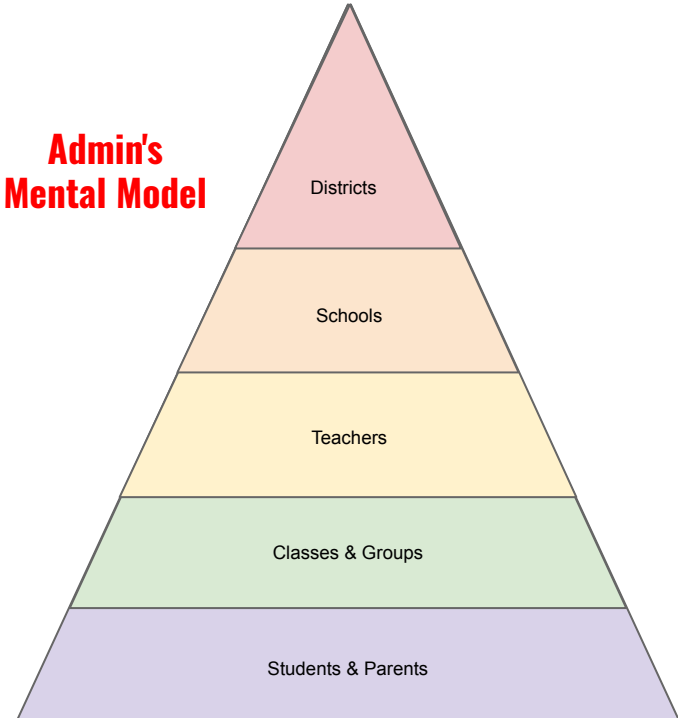 Admin's
Mental Model
Districts
Schools
Teachers
Classes & Groups
Students & Parents